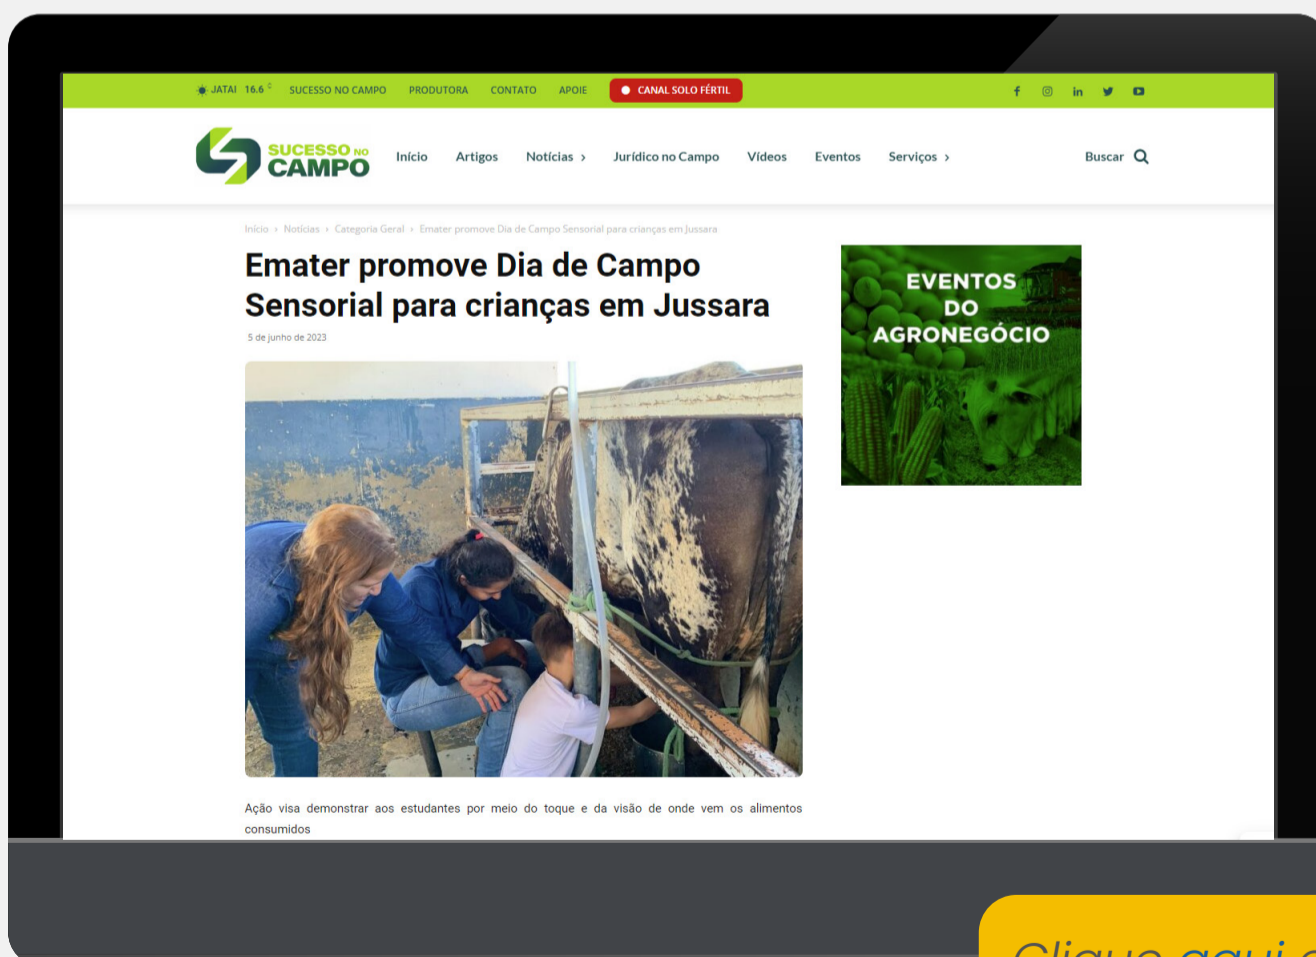 JATAI 16.6 C SUCESSO NO CAMPO PRODUTORA CONTATO APOIE CANAL SOLO FÉRTIL
SUCESSO NO
CAMPO
Início Artigos Notícias Jurídico no Campo Vídeos Eventos Serviços Buscar
Início › Notícias › Categoria Geral › Emater promove Dia de Campo Sensorial para crianças em Jussara
Emater promove Dia de Campo
Sensorial para crianças em Jussara
5 de junho de 2023
EVENTOS
DO
AGRONEGÓCIO
Ação visa demonstrar aos estudantes por meio do toque e da visão de onde vem os alimentos
consumidos
Clique aqui